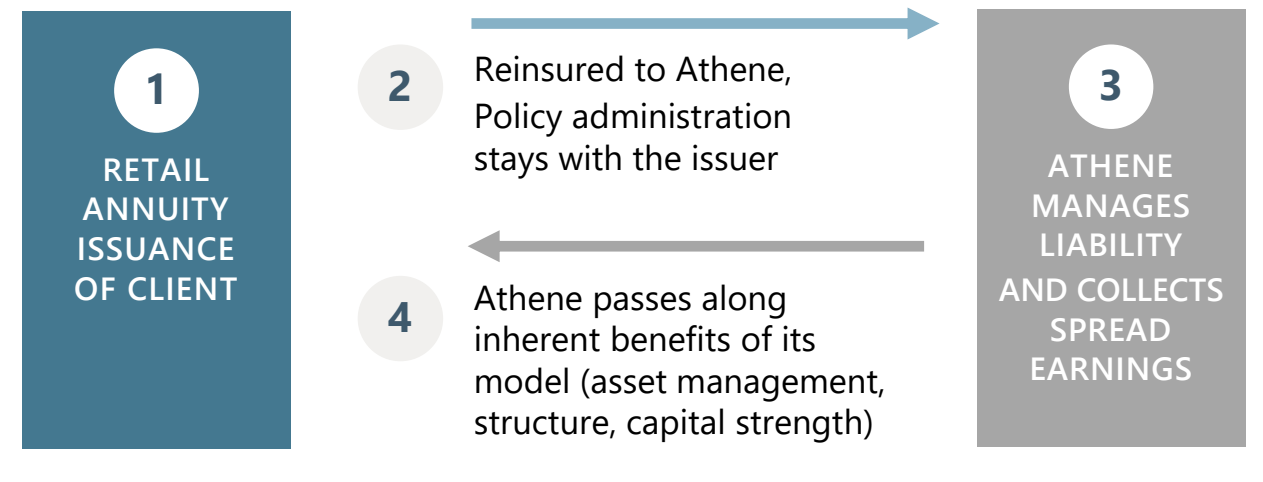 1
RETAIL
ANNUITY
ISSUANCE
OF CLIENT
2
Reinsured to Athene,
Policy administration
stays with the issuer
3
ATHENE
MANAGES
LIABILITY
AND COLLECTS
SPREAD
EARNINGS
4
Athene passes along
inherent benefits of its
model (asset management,
structure, capital strength)